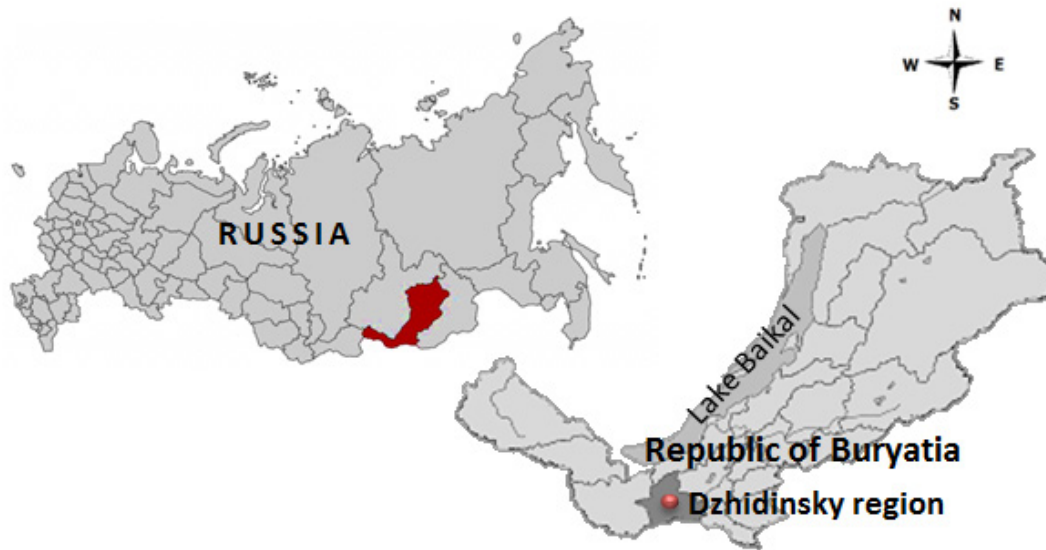 N
W E
S
RUSSIA
Lake Baikal
Republic of Buryatia
Dzhidinsky region